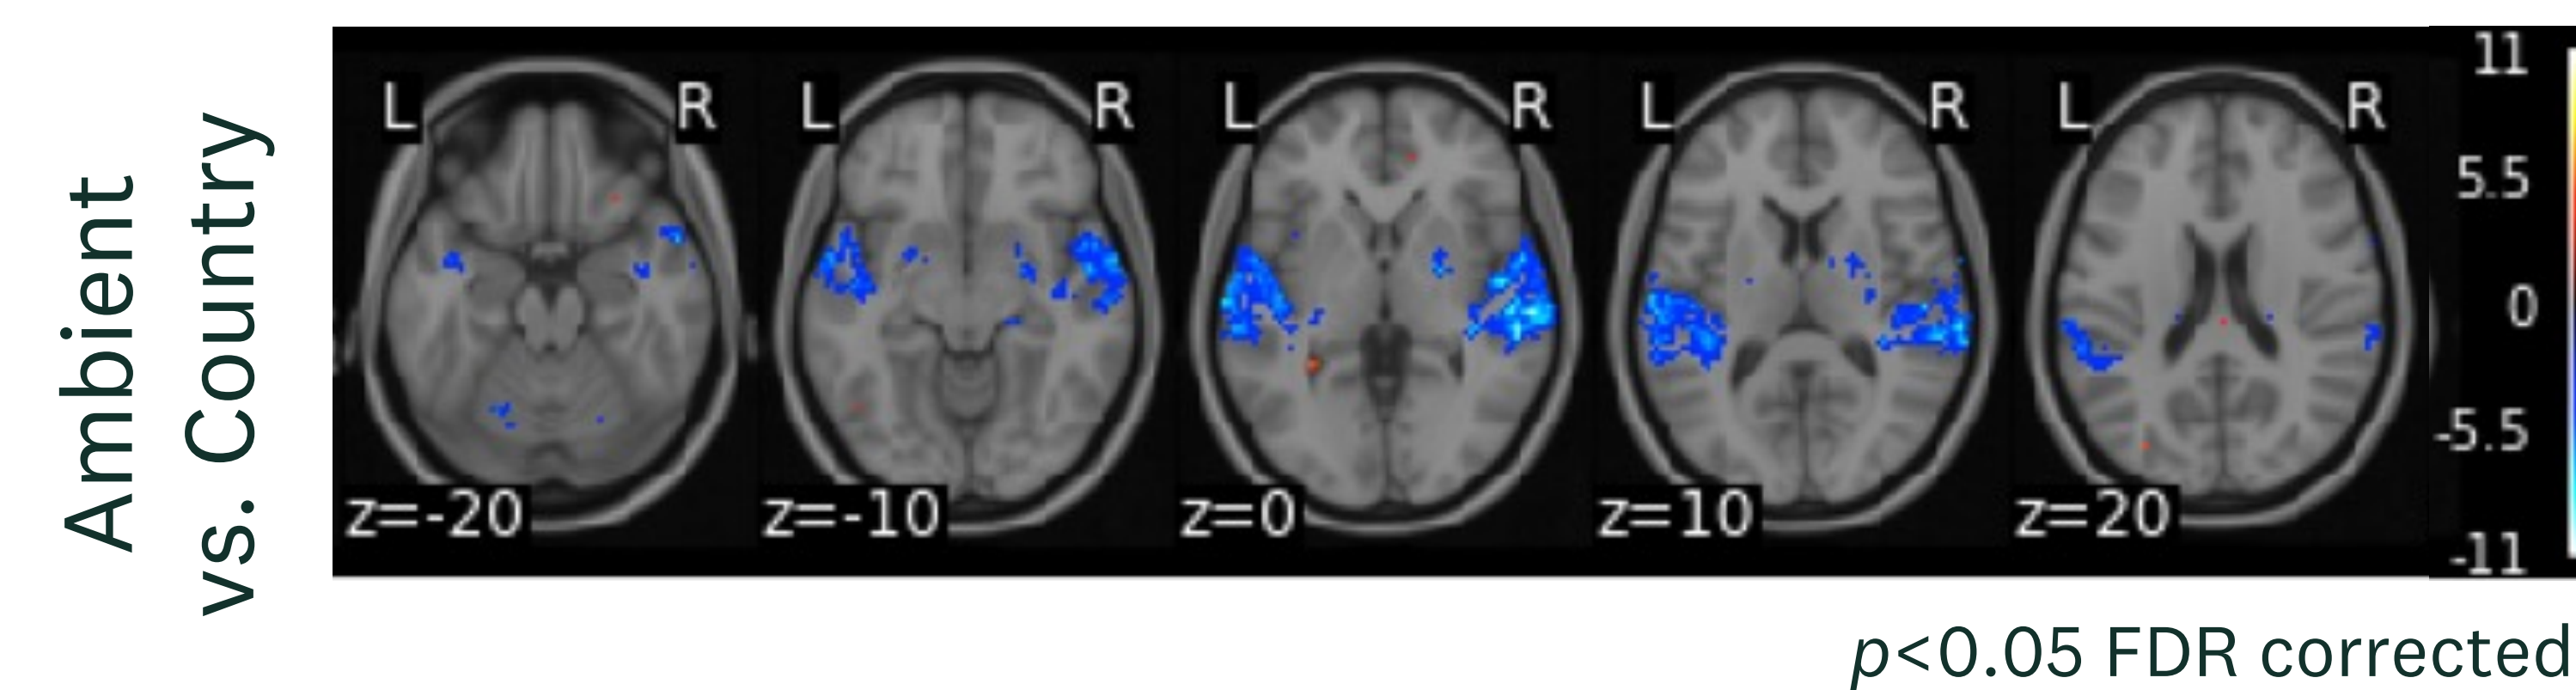 Ambient
vs. Country
L R L R L R L R L R
z=-20 z=-10 z=0 z=10 z=20
11
5.5
0
-5.5
-11
p<0.05 FDR corrected